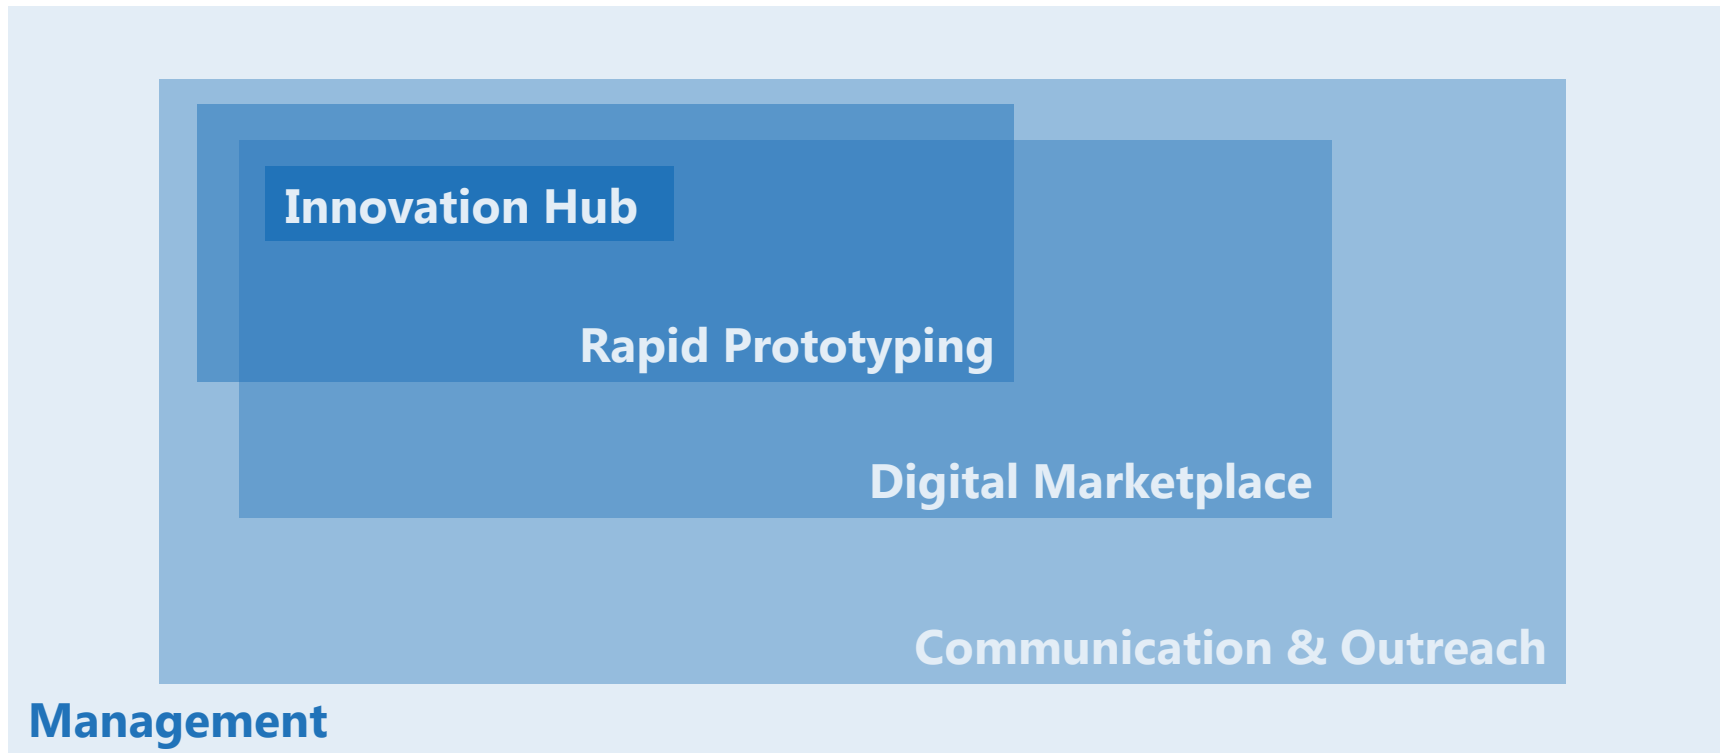 Innovation Hub
Rapid Prototyping
Digital Marketplace
Communication & Outreach
Management